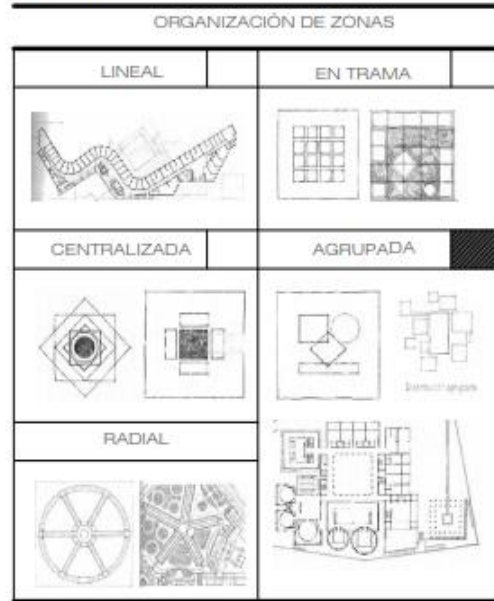 ORGANIZACIÓN DE ZONAS
LINEAL
EN TRAMA
CENTRALIZADA
AGRUPADA
RADIAL